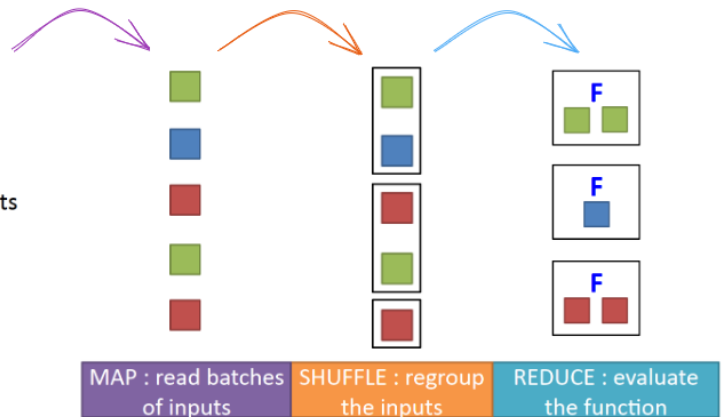 ts
F
F
F
MAP : read batches
of inputs
SHUFFLE : regroup
the inputs
REDUCE : evaluate
the function